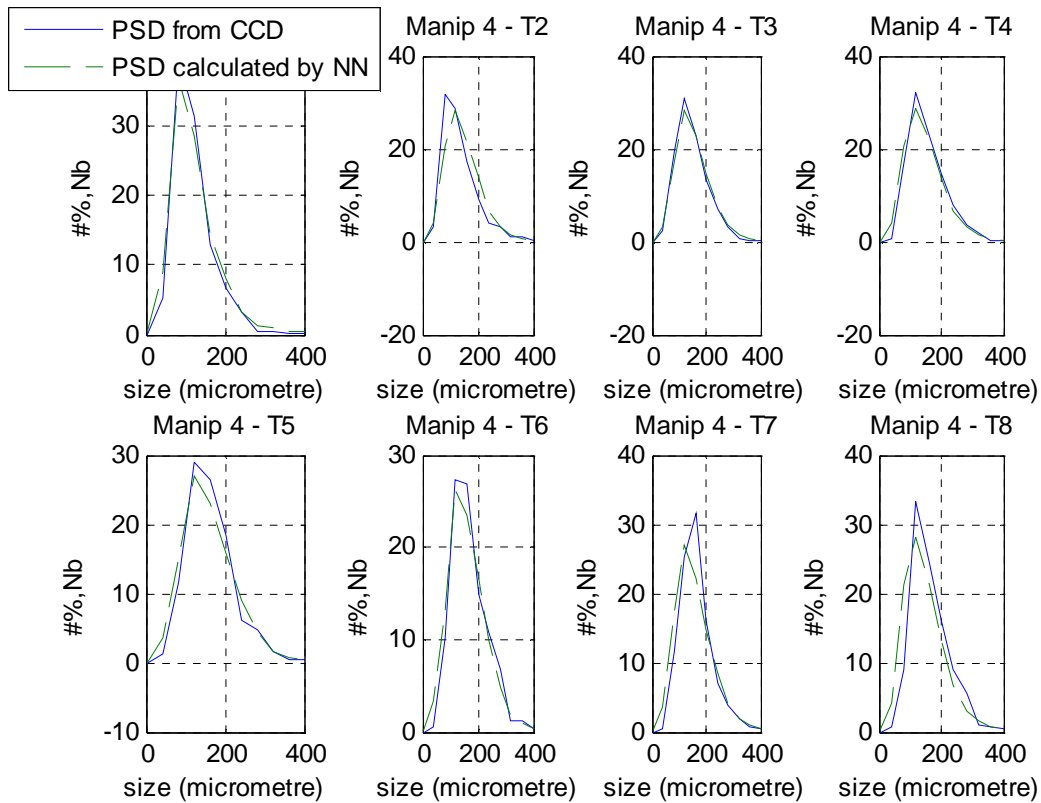 PSD from CCD
PSD calculated by NN
Manip 4 - T2
Manip 4 - T3
Manip 4 - T4
30
20
10
0
#%,Nb
0 200 400
size (micrometre)
40
20
0
-20
#%,Nb
0 200 400
size (micrometre)
40
20
0
-20
#%,Nb
0 200 400
size (micrometre)
40
20
0
-20
#%,Nb
0 200 400
size (micrometre)
Manip 4 - T5
30
20
10
0
-10
#%,Nb
0 200 400
size (micrometre)
Manip 4 - T6
30
20
10
0
#%,Nb
0 200 400
size (micrometre)
Manip 4 - T7
40
30
20
10
0
#%,Nb
0 200 400
size (micrometre)
Manip 4 - T8
40
30
20
10
0
#%,Nb
0 200 400
size (micrometre)